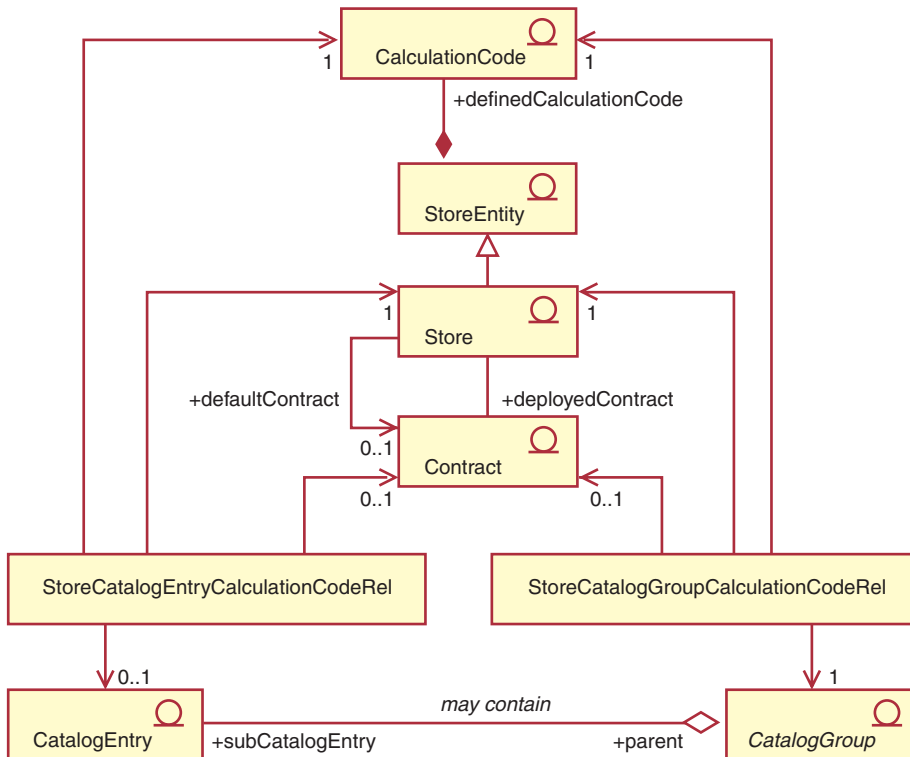 CalculationCode
1
1
+definedCalculationCode
StoreEntity
1
1
Store
+defaultContract
+deployedContract
0..1
Contract
0..1
0..1
StoreCatalogEntryCalculationCodeRel
StoreCatalogGroupCalculationCodeRel
0..1
1
may contain
CatalogEntry
+subCatalogEntry
+parent
CatalogGroup